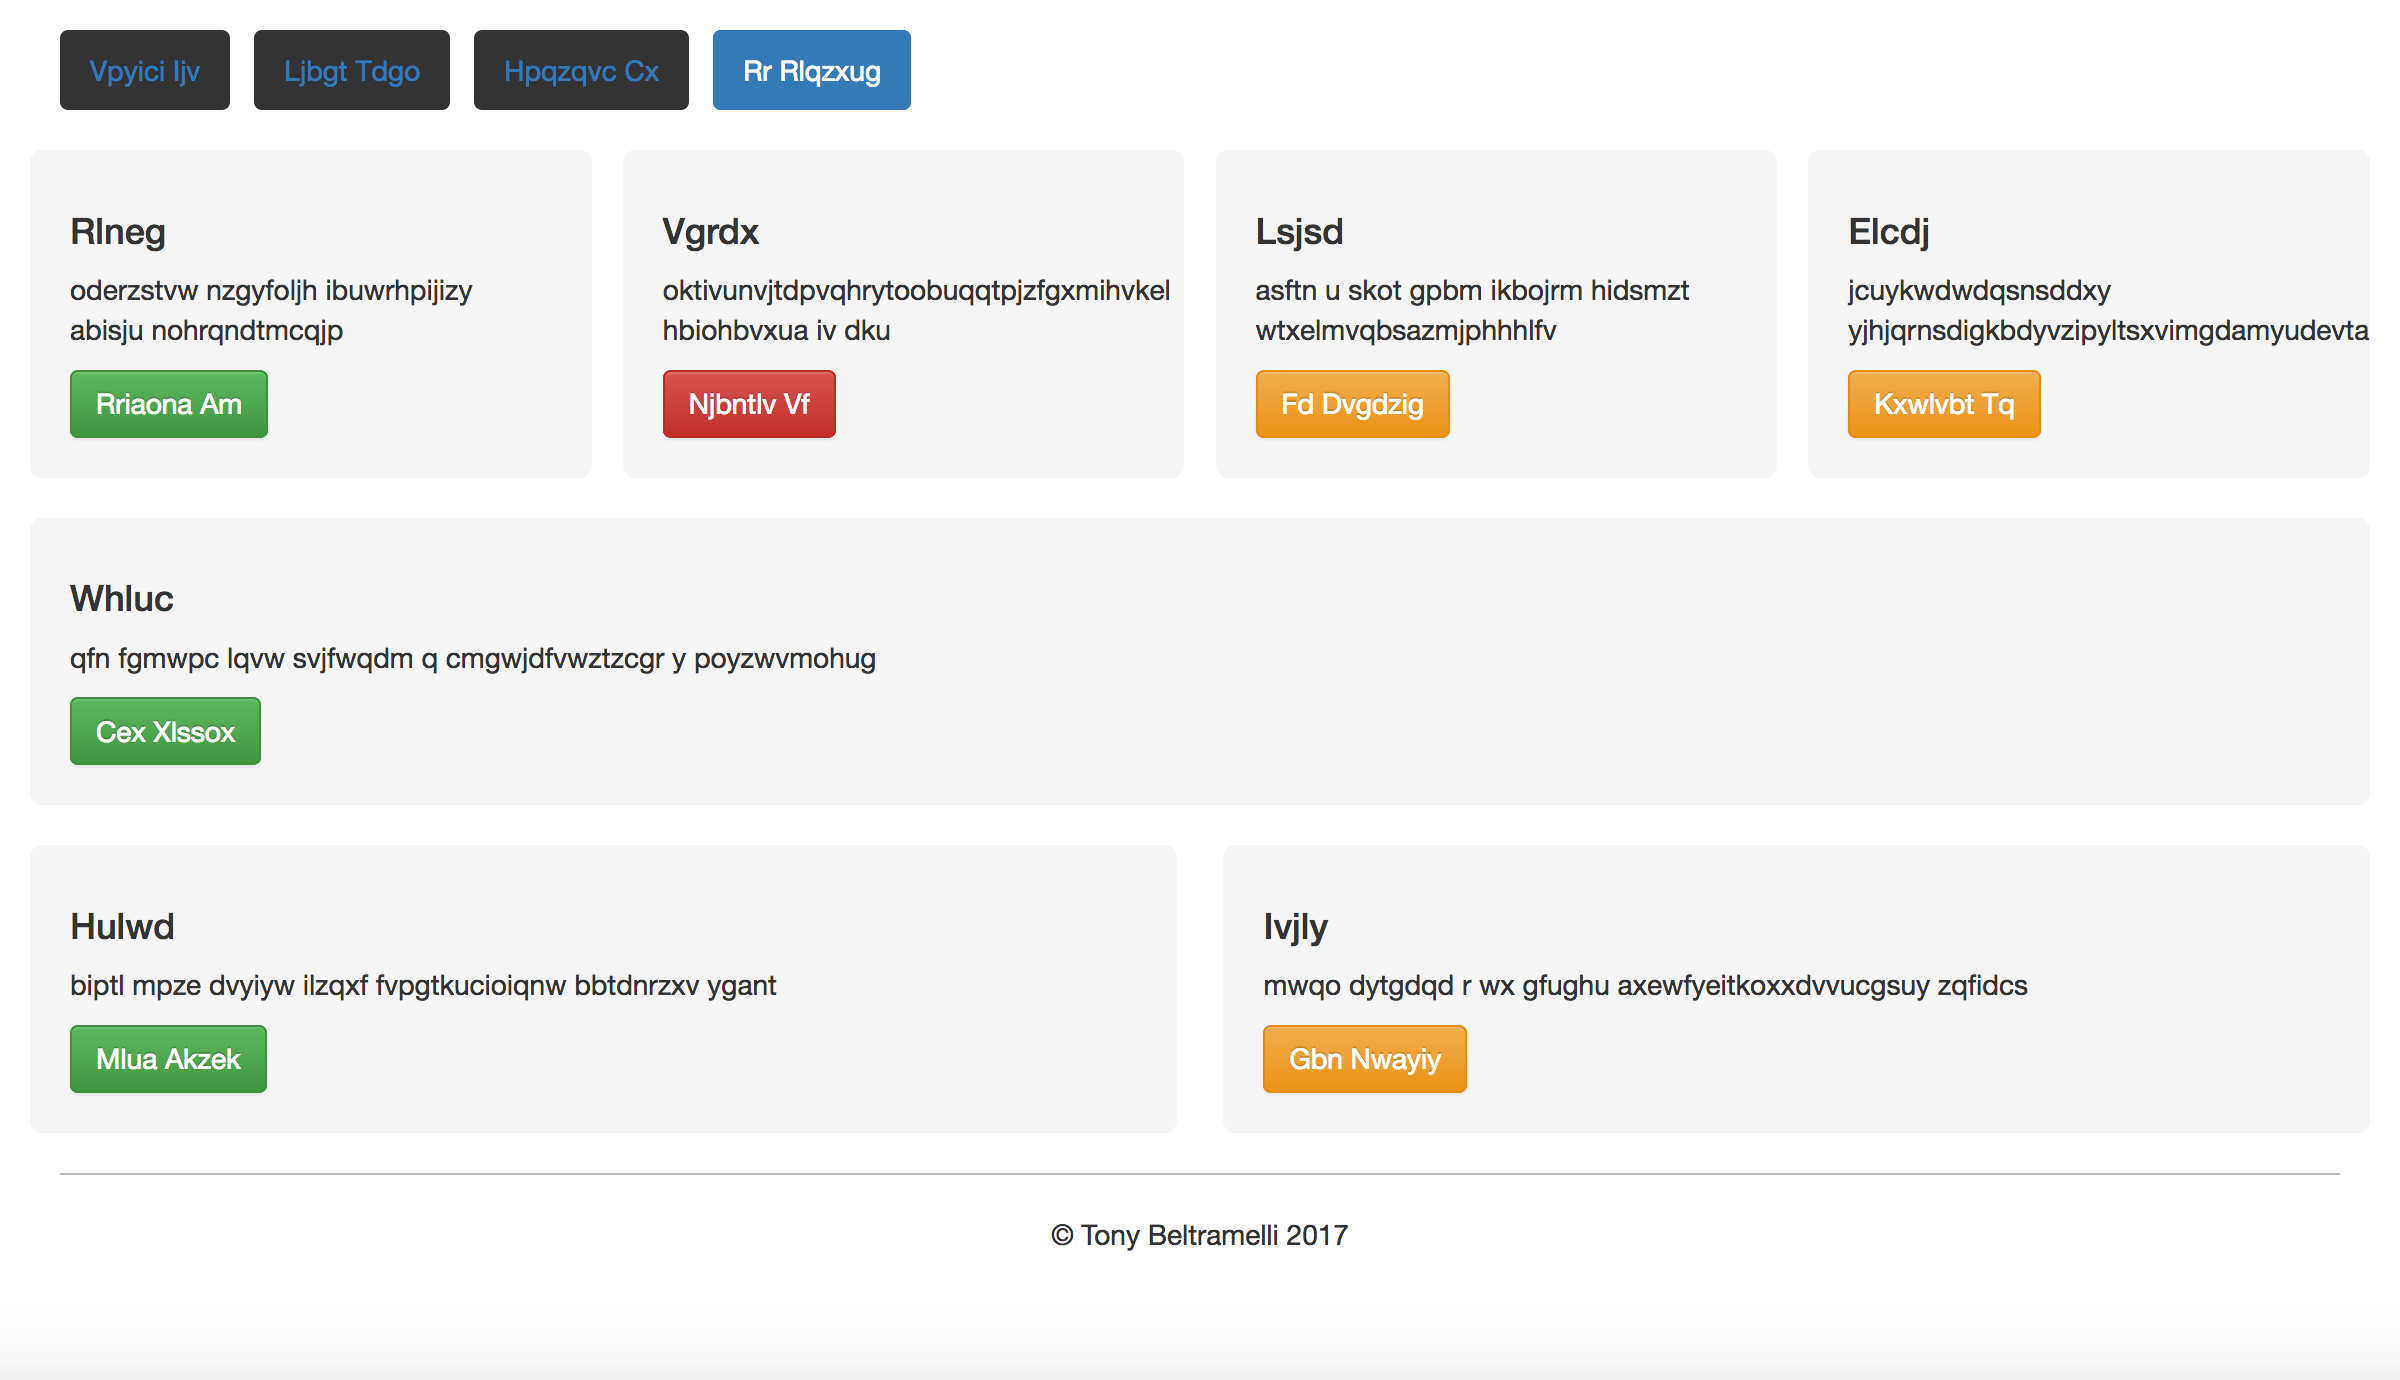 Vpyici Ijv
Ljbgt Tdgo
Hpqzqvc Cx
Rr Rlqzxug
Rlneg
oderzstvw nzgyfoljh ibuwrhpijizy
abisju nohrqndtmcqjp
Rriaona Am
Vgrdx
oktivunvjtdpvqhrytoobuqqtpjzfgxmihvkel
hbiohbvxua iv dku
Njbntlv Vf
Lsjsd
asftn u skot gpbm ikbojrm hidsmzt
wtxelmvqbsazmjphhhlfv
Fd Dvgdzig
Elcdj
jcuykwdwdqsnsddxy
yjhjqrnsdigkbdyvzipyltsxvimgdamyudevta
Kxwlvbt Tq
Whluc
qfn fgmwpc lqvw svjfwqdm q cmgwjdfvwztzcgr y poyzwvmohug
Cex Xlssox
Hulwd
biptl mpze dvyiyw ilzqxf fvpgtkucioiqnw bbtdnrzxv ygant
Mlua Akzek
Ivjly
mwqo dytgdqd r wx gfughu axewfyeitkoxxdvvucgsuy zqfidcs
Gbn Nwayiy
© Tony Beltramelli 2017